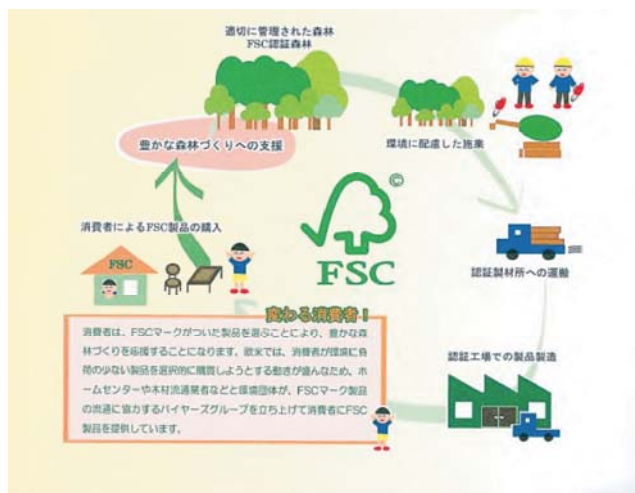 適切に管理された森林
FSC認証森林
豊かな森林づくりへの支援
環境に配慮した施業
消費者によるFSC製品の購入
FSC
©
FSC
認証製材所への運搬
変わる消費者！
消費者は、FSCマークがついた製品を選ぶことにより、豊かな森
林づくりを応援することになります。欧米では、消費者が環境に負
荷の少ない製品を選択的に購買しようとする動きが盛んなため、ホ
ームセンターや木材流通業者などと環境団体が、FSCマーク製品
の流通に協力するバイヤーズグループを立ち上げて消費者にFSC
製品を提供しています。
認証工場での製品製造